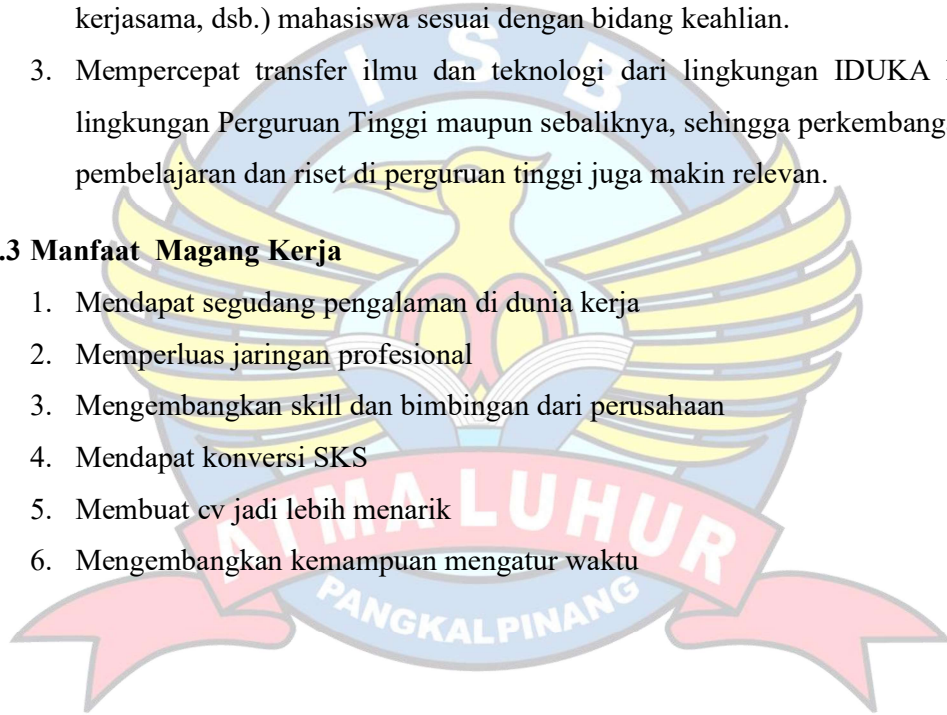 kerjasama, dsb.) mahasiswa sesuai dengan bidang keahlian.
3. Mempercepat transfer ilmu dan teknologi dari lingkungan IDUKA
lingkungan Perguruan Tinggi maupun sebaliknya, sehingga perkembang
pembelajaran dan riset di perguruan tinggi juga makin relevan.
.3 Manfaat Magang Kerja
1. Mendapat segudang pengalaman di dunia kerja
2. Memperluas jaringan profesional
3. Mengembangkan skill dan bimbingan dari perusahaan
4. Mendapat konversi SKS
5. Membuat cv jadi lebih menarik
6. Mengembangkan kemampuan mengatur waktu
I S B
ATMA LUHUR
PANGKALPINANG